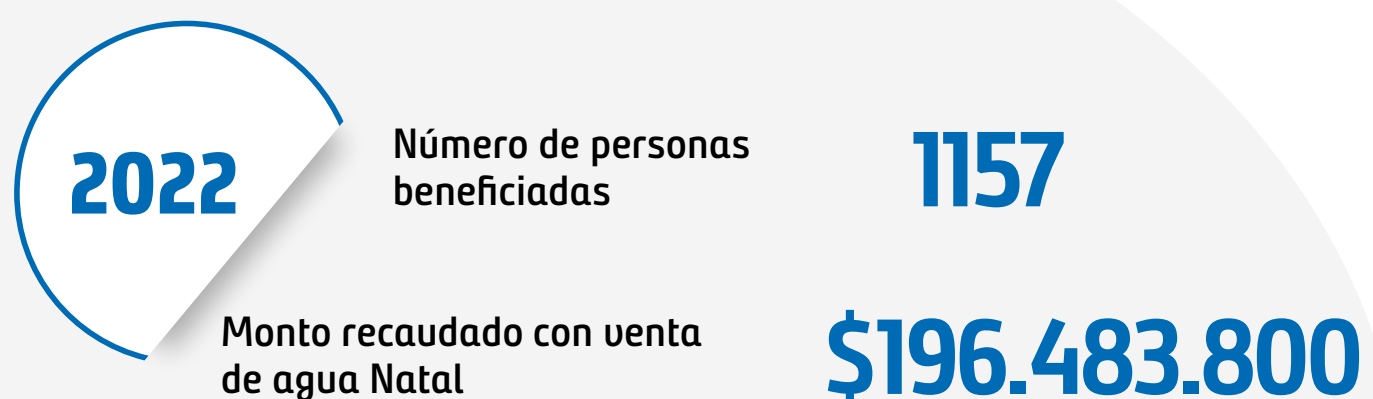 2022
Número de personas
beneficiadas
1157
Monto recaudado con venta
de agua Natal
$196.483.800